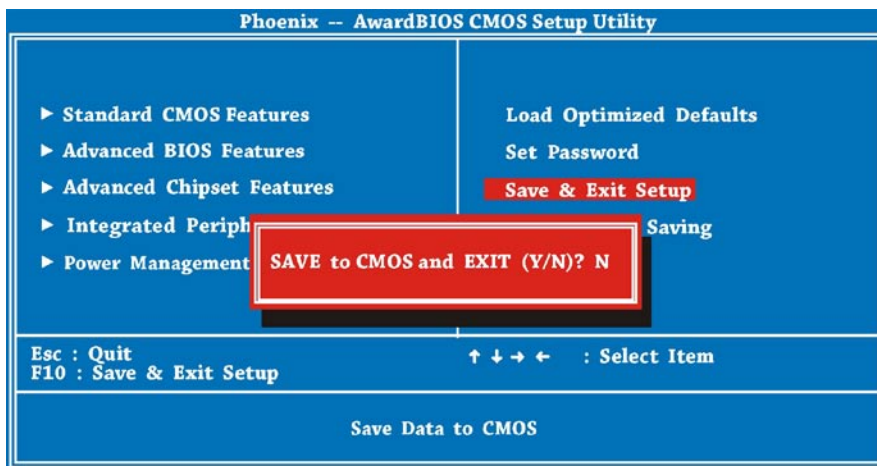 Phoenix -- AwardBIOS CMOS Setup Utility
► Standard CMOS Features
► Advanced BIOS Features
► Advanced Chipset Features
► Integrated Periph
► Power Management
Load Optimized Defaults
Set Password
Save & Exit Setup
Saving
SAVE to CMOS and EXIT (Y/N)? N
Esc : Quit
F10 : Save & Exit Setup
↑ ↓ → ← : Select Item
Save Data to CMOS